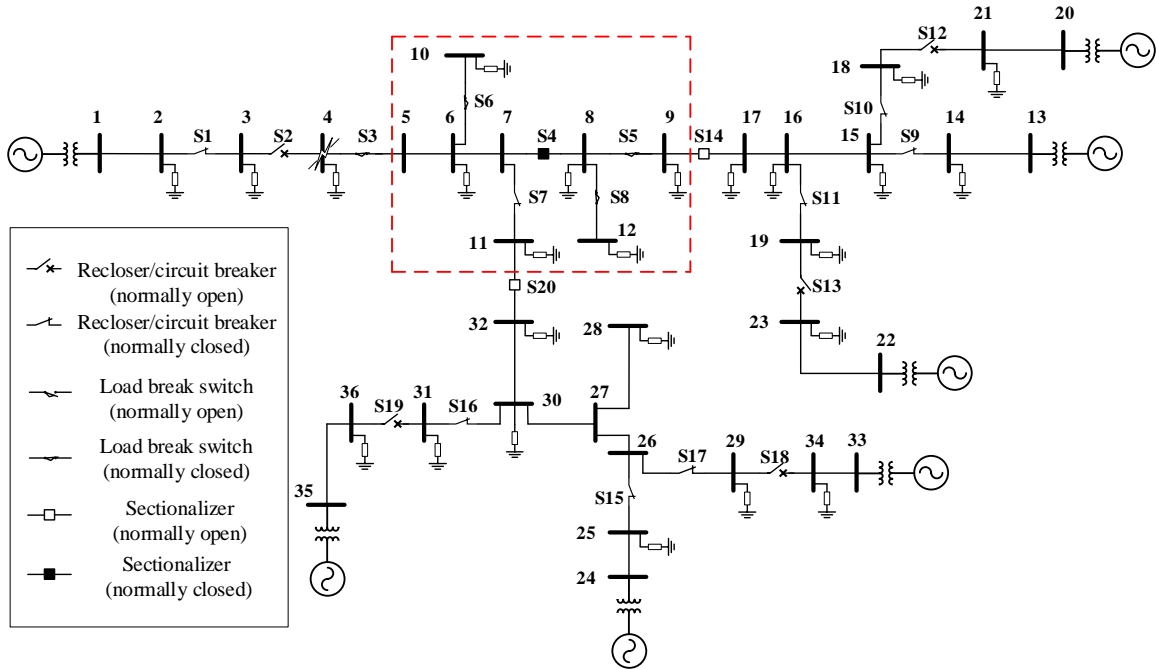 10
S12
21
20
18
S6
S10
1
2
S1
3
S2
4
S3
5
6
7
S4
8
S5
9
S14
17
16
15
S9
14
13
S7
S8
S11
11
12
19
S20
S13
32
28
23
22
36
S19
31
S16
30
27
26
S17
29
S18
34
33
35
S15
25
24
Recloser/circuit breaker
(normally open)
Recloser/circuit breaker
(normally closed)
Load break switch
(normally open)
Load break switch
(normally closed)
Sectionalizer
(normally open)
Sectionalizer
(normally closed)